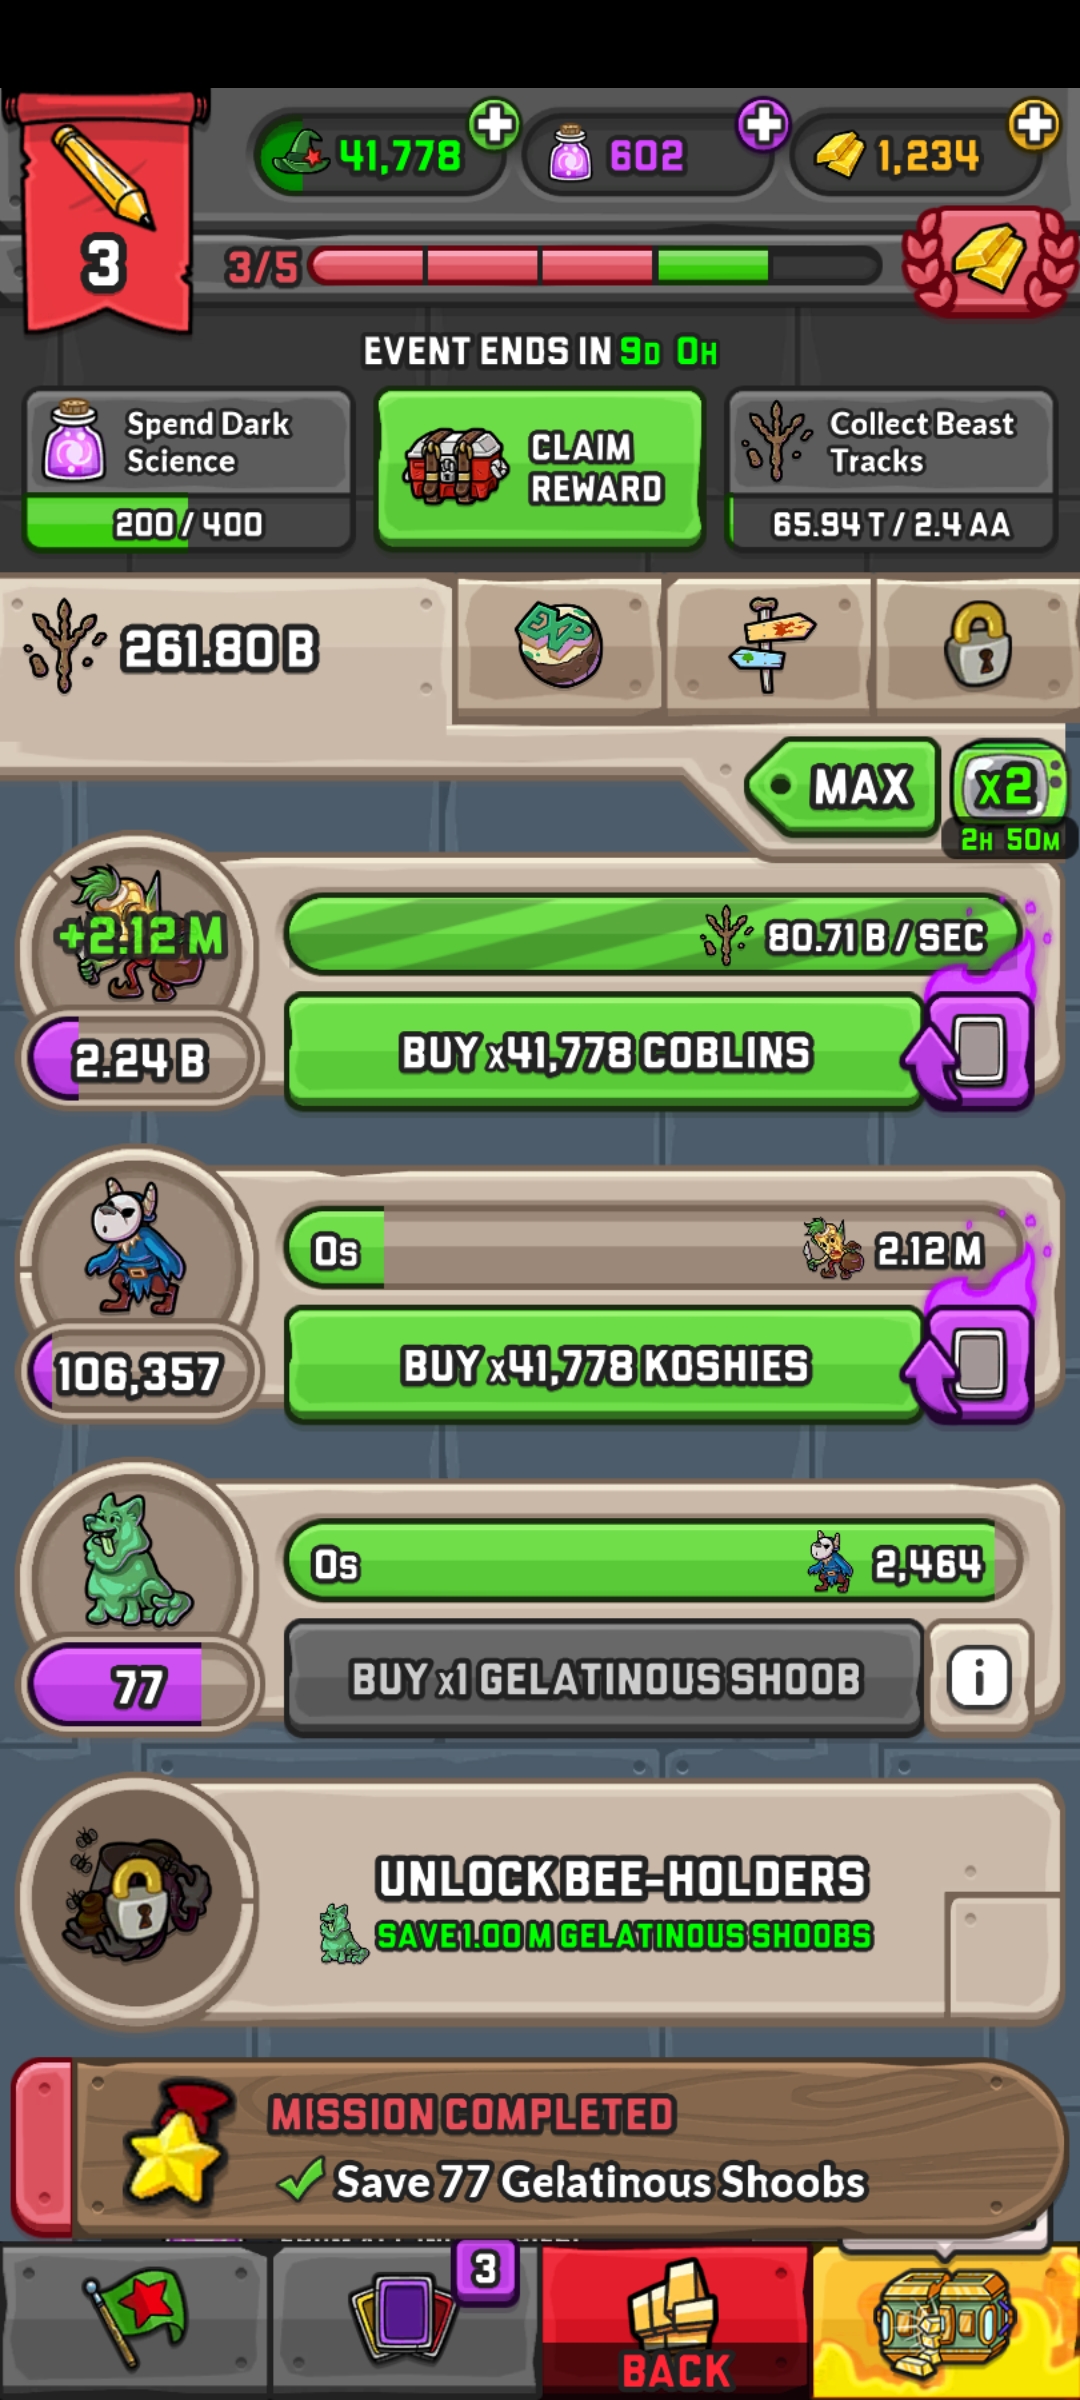 41,778
602
1,234
3
3/5
EVENT ENDS IN 9D 0H
Spend Dark
Science
200 / 400
CLAIM
REWARD
Collect Beast
Tracks
65.94 T / 2.4 AA
261.80 B
EXP
MAX
x2
2H 50M
+2.12 M
80.71 B / SEC
2.24 B
BUY x41,778 COBLINS
0s
2.12 M
106,357
BUY x41,778 KOSHIES
0s
2,464
77
BUY x1 GELATINOUS SHOOB
i
UNLOCK BEE-HOLDERS
SAVE 1.00 M GELATINOUS SHOOBS
MISSION COMPLETED
Save 77 Gelatinous Shoobs
3
BACK